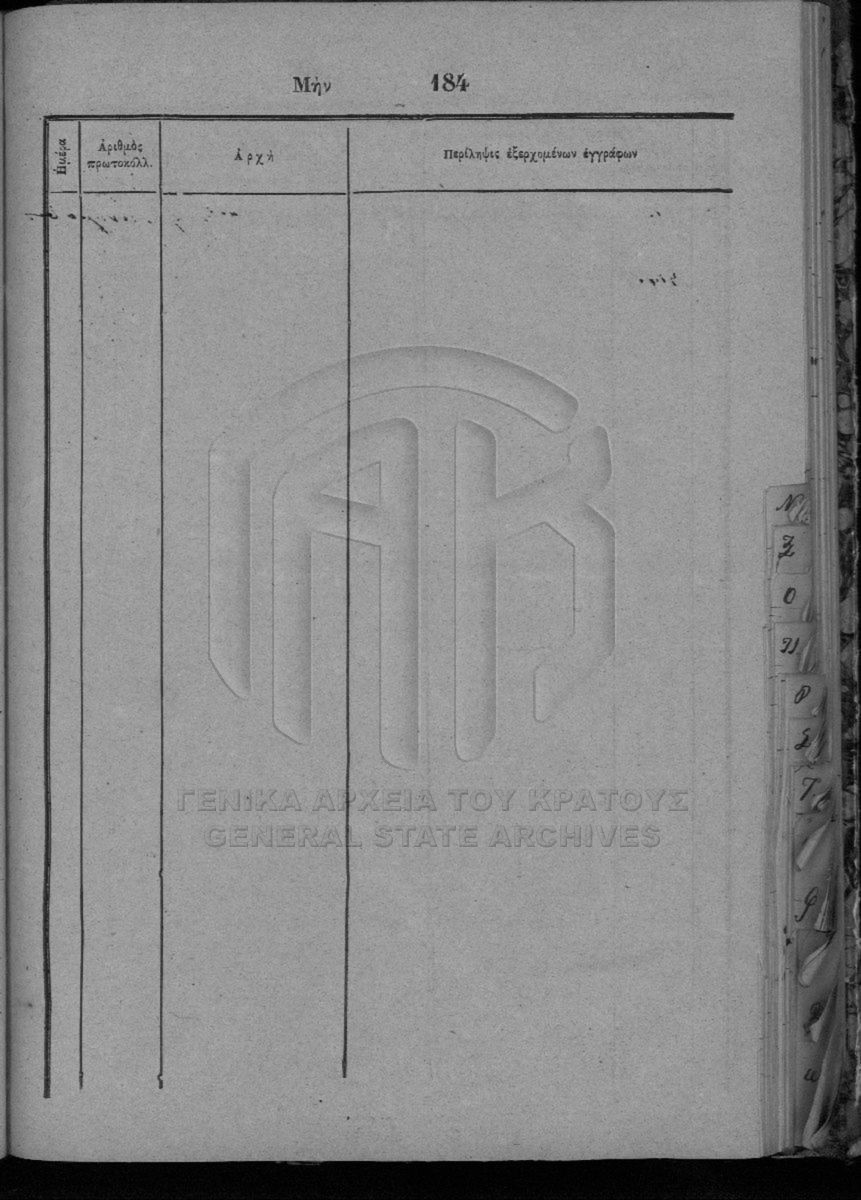 Μὴν 184
Ἡμέρα
Ἀριθμὸς
πρωτοκόλλ.
Ἀρχὴ
Περίληψις ἐξερχομένων ἐγγράφων
ΓΕΝΙΚΑ ΑΡΧΕΙΑ ΤΟΥ ΚΡΑΤΟΥΣ
GENERAL STATE ARCHIVES
Ν
Ξ
Ο
Π
Ρ
Σ
Τ
Φ
ω